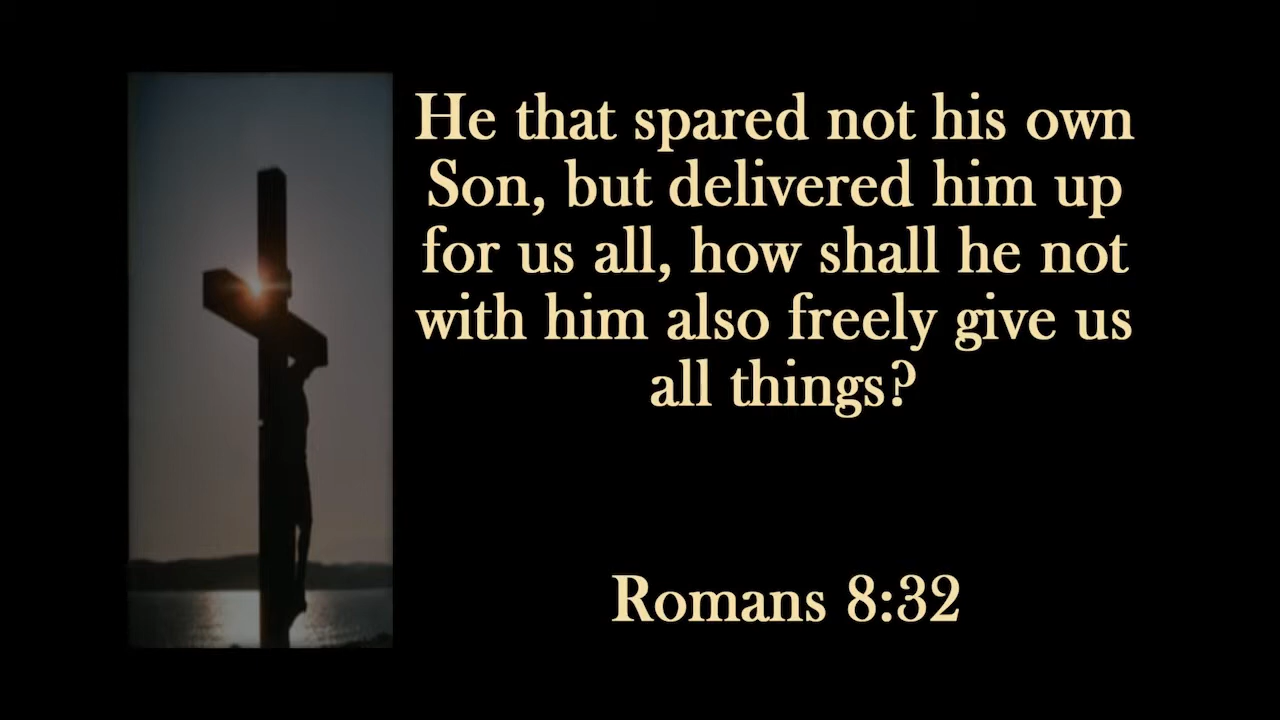 He that spared not his own
Son, but delivered him up
for us all, how shall he not
with him also freely give us
all things?
Romans 8:32